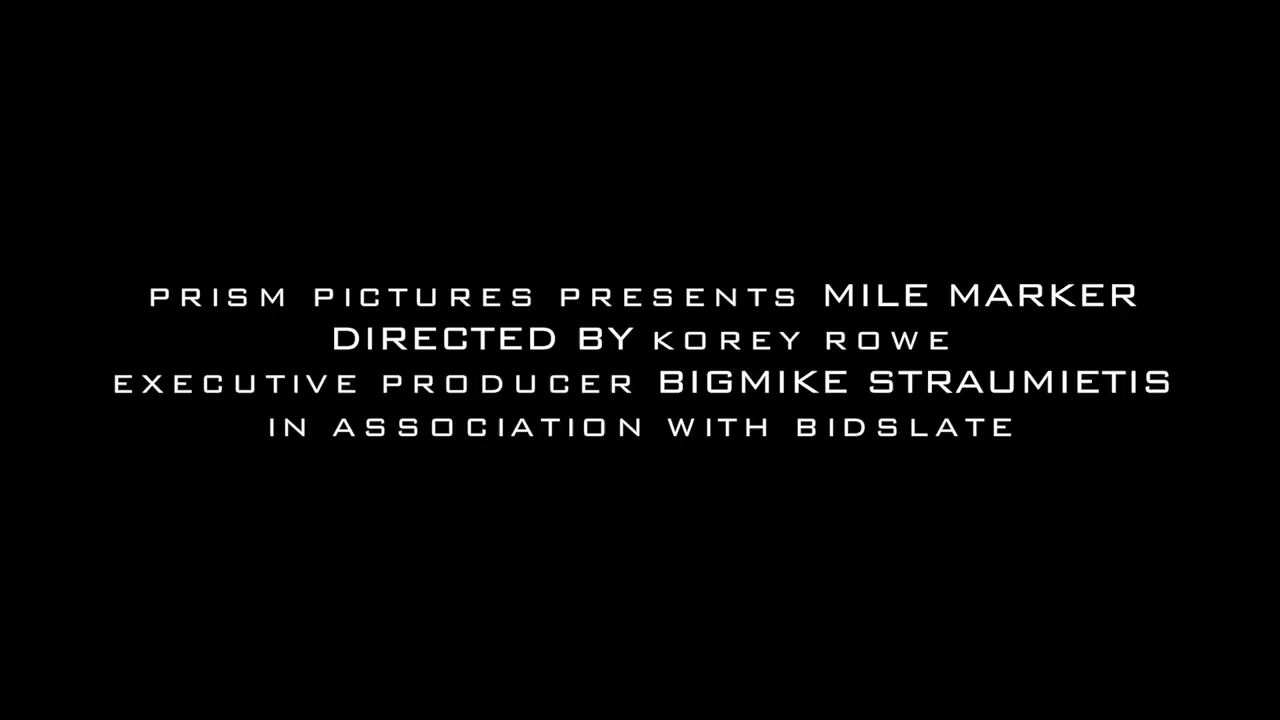 PRISM PICTURES PRESENTS MILE MARKER
DIRECTED BY KOREY ROWE
EXECUTIVE PRODUCER BIGMIKE STRAUMIETIS
IN ASSOCIATION WITH BIDSLATE